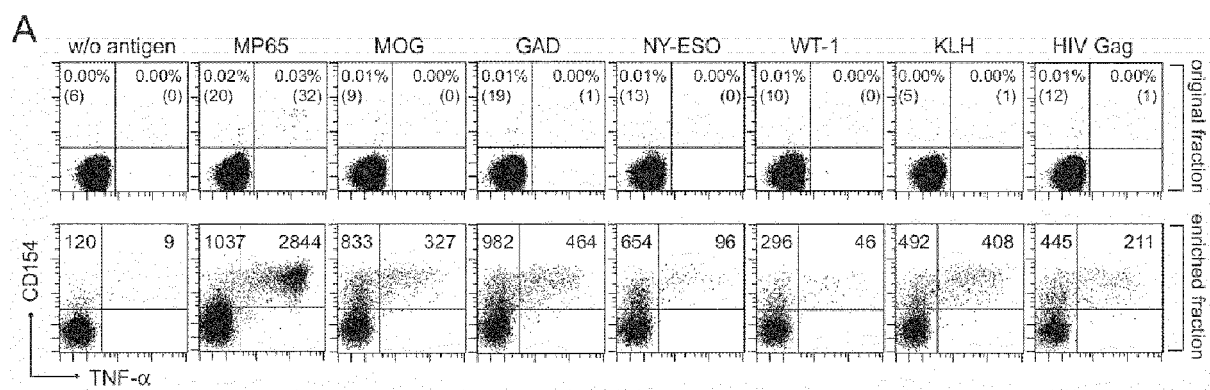 A
w/o antigen MP65 MOG GAD NY-ESO WT-1 KLH HIV Gag
0.00% 0.00% 0.02% 0.03% 0.01% 0.00% 0.01% 0.00% 0.01% 0.00% 0.01% 0.00% 0.00% 0.00% 0.01% 0.00%
(6) (0) (20) (32) (9) (0) (19) (1) (13) (0) (10) (0) (5) (1) (12) (1)
original fraction
120 9 1037 2844 833 327 982 464 654 96 296 46 492 408 445 211
enriched fraction
CD154
TNF-α